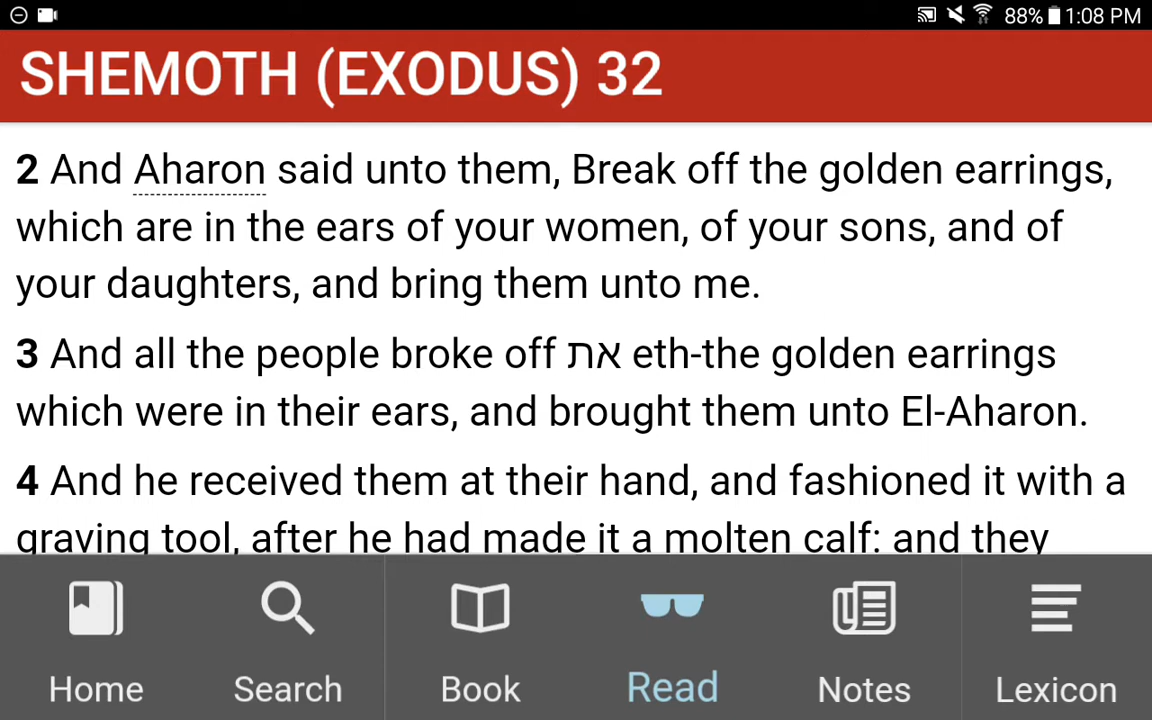 88% 1:08 PM
SHEMOTH (EXODUS) 32
2 And Aharon said unto them, Break off the golden earrings,
which are in the ears of your women, of your sons, and of
your daughters, and bring them unto me.
3 And all the people broke off את eth-the golden earrings
which were in their ears, and brought them unto El-Aharon.
4 And he received them at their hand, and fashioned it with a
graving tool, after he had made it a molten calf: and they
Home Search Book Read Notes Lexicon